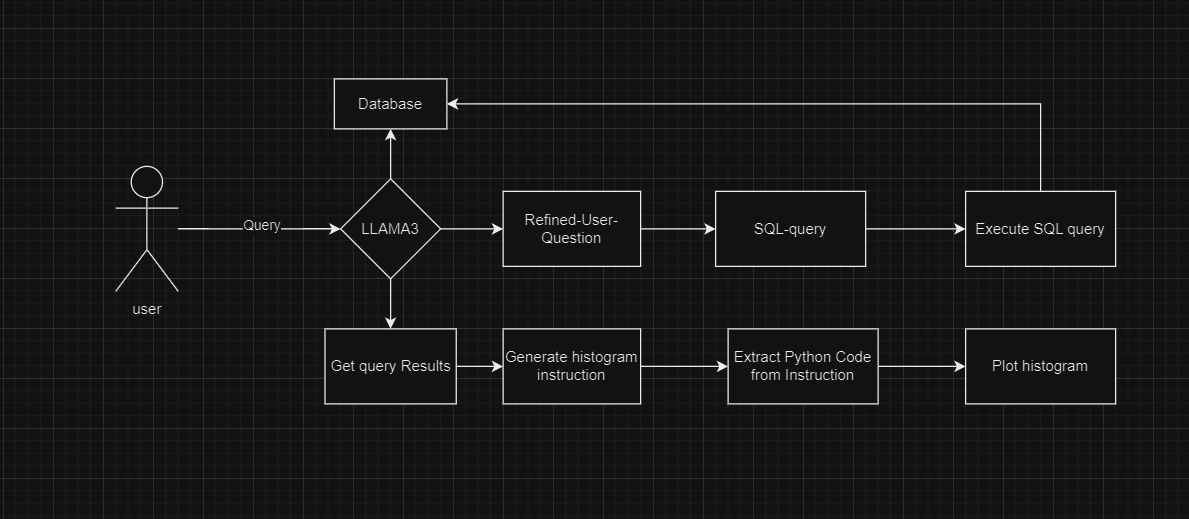 Database
Query
LLAMA3
Refined-User-
Question
SQL-query
Execute SQL query
user
Get query Results
Generate histogram
instruction
Extract Python Code
from Instruction
Plot histogram